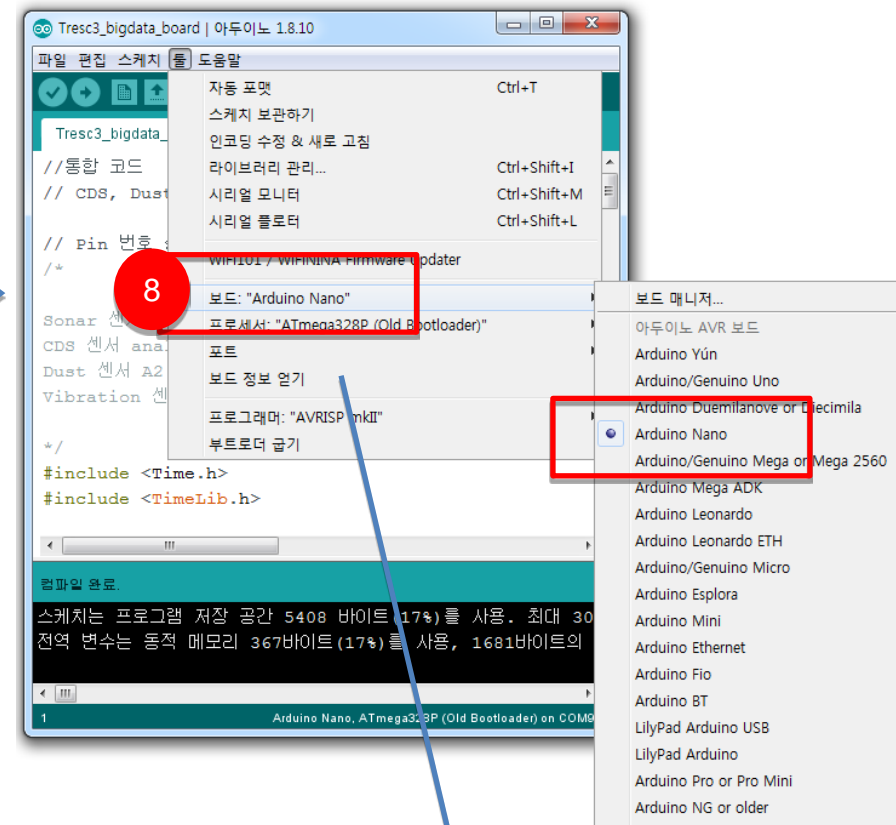 Tresc3_bigdata_board | 아두이노 1.8.10
파일 편집 스케치 툴 도움말
Tresc3_bigdata_
//통합 코드
// CDS, Dust
// Pin 번호
/*
Sonar 센
CDS 센서 ana
Dust 센서 A2
Vibration 센
*/
#include <Time.h>
#include <TimeLib.h>
자동 포맷 Ctrl+T
스케치 보관하기
인코딩 수정 & 새로 고침
라이브러리 관리... Ctrl+Shift+I
시리얼 모니터 Ctrl+Shift+M
시리얼 플로터 Ctrl+Shift+L
WiFi101 / WiFiNINA Firmware Updater
8
보드: "Arduino Nano"
프로세서: "ATmega328P (Old Bootloader)"
포트
보드 정보 얻기
프로그래머: "AVRISP mkII"
부트로더 굽기
보드 매니저...
아두이노 AVR 보드
Arduino Yún
Arduino/Genuino Uno
Arduino Duemilanove or Diecimila
Arduino Nano
Arduino/Genuino Mega or Mega 2560
Arduino Mega ADK
Arduino Leonardo
Arduino Leonardo ETH
Arduino/Genuino Micro
Arduino Esplora
Arduino Mini
Arduino Ethernet
Arduino Fio
Arduino BT
LilyPad Arduino USB
LilyPad Arduino
Arduino Pro or Pro Mini
Arduino NG or older
컴파일 완료.
스케치는 프로그램 저장 공간 5408 바이트(17%)를 사용. 최대 30
전역 변수는 동적 메모리 367바이트(17%)를 사용, 1681바이트의
1
Arduino Nano, ATmega328P (Old Bootloader) on COM9